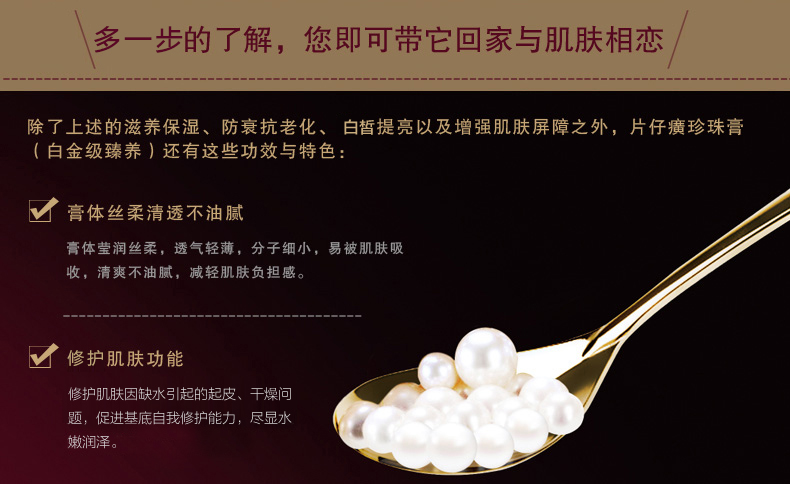 多一步的了解，您即可带它回家与肌肤相恋
除了上述的滋养保湿、防衰抗老化、白皙提亮以及增强肌肤屏障之外，片仔癀珍珠膏
（白金级臻养）还有这些功效与特色：
膏体丝柔清透不油腻
膏体莹润丝柔，透气轻薄，分子细小，易被肌肤吸
收，清爽不油腻，减轻肌肤负担感。
修护肌肤功能
修护肌肤因缺水引起的起皮、干燥问
题，促进基底自我修护能力，尽显水
嫩润泽。